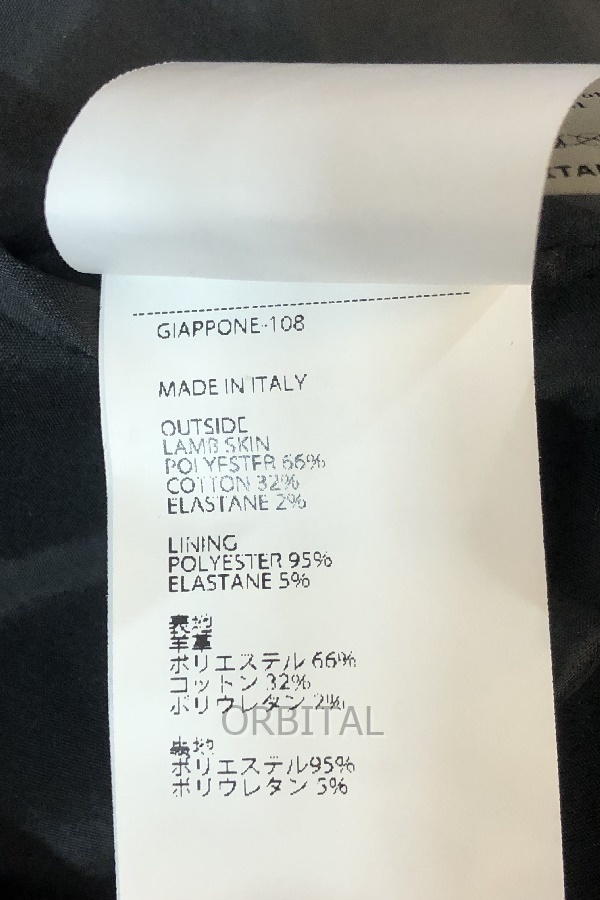 GIAPPONE-108
MADE IN ITALY
OUTSIDE
LAMB SKIN
POLYESTER 66%
COTTON 32%
ELASTANE 2%
LINING
POLYESTER 95%
ELASTANE 5%
表地
羊革
ポリエステル 66%
コットン 32%
ポリウレタン 2%
ORBITAL
ポリエステル95%
ポリウレタン 5%